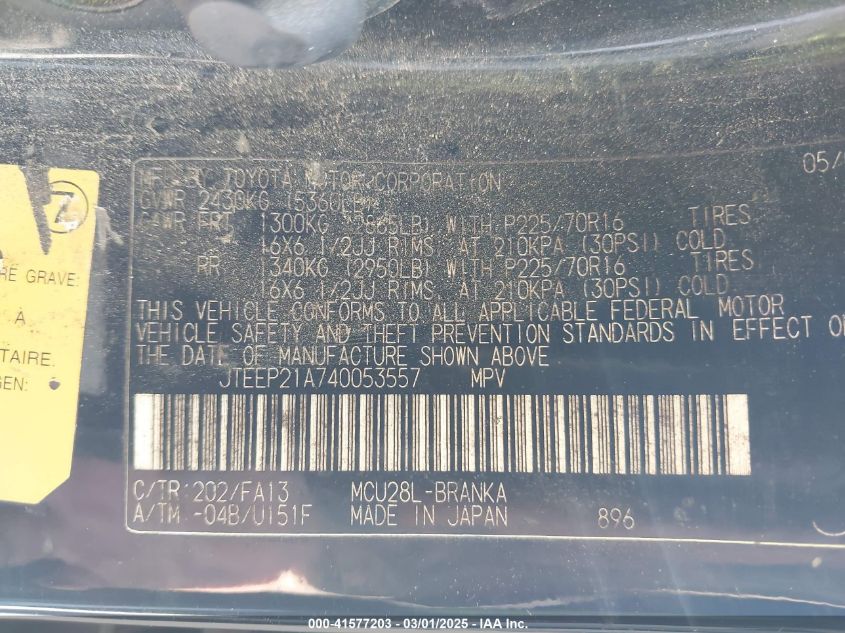 05/
MFD BY TOYOTA MOTOR CORPORATION
GVWR 2430KG (5360LB)
GAWR FRT 1300KG (2865LB) WITH P225/70R16 TIRES
16X6 1/2JJ RIMS, AT 210KPA (30PSI) COLD
RR 1340KG (2950LB) WITH P225/70R16 TIRES
16X6 1/2JJ RIMS, AT 210KPA (30PSI) COLD
THIS VEHICLE CONFORMS TO ALL APPLICABLE FEDERAL MOTOR
VEHICLE SAFETY AND THEFT PREVENTION STANDARDS IN EFFECT ON
THE DATE OF MANUFACTURE SHOWN ABOVE.
JTEEP21A740053557 MPV
C/TR:202/FA13 MCU28L-BRANKA
A/TM -04B/U151F MADE IN JAPAN 896
Z
RE GRAVE:
À
TAIRE.
GEN:
000-41577203 - 03/01/2025 - IAA Inc.